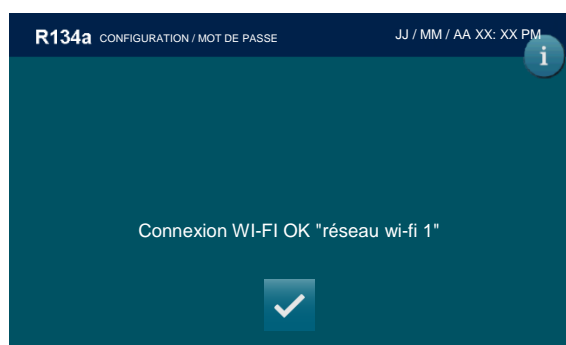 R134a CONFIGURATION / MOT DE PASSE JJ / MM / AA XX: XX PM
i
Connexion WI-FI OK "réseau wi-fi 1"